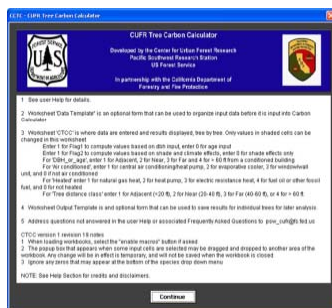 CCTC - CUFR Tree Carbon Calculator
CUFR Tree Carbon Calculator
Developed by the Center for Urban Forest Research
Pacific Southwest Research Station
US Forest Service
In partnership with the California Department of
Forestry and Fire Protection
FOREST SERVICE
US
1 See user Help for details.
2 Worksheet 'Data Template' is an optional form that can be used to organize input data before it is input into Carbon
Calculator
3 Worksheet 'CTCC' is where data are entered and results displayed, tree by tree. Only values in shaded cells can be
changed in this worksheet
Enter 1 for Flag1 to compute values based on dbh input, enter 0 for age input
Enter 1 for Flag2 to compute values based on shade and climate effects, enter 0 for shade effects only
For 'DBH_or_age', enter 1 for Adjacent, 2 for Near, 3 for Far and 4 for > 60 ft from a conditioned building
For 'Air conditioned', enter 1 for central air conditioning/heat pump, 2 for evaporative cooler, 3 for window/wall
unit, and 0 if not air conditioned
For 'Heated' enter 1 for natural gas heat, 2 for heat pump, 3 for electric resistance heat, 4 for fuel oil or other fossil
fuel, and 0 for not heated
For 'Tree distance class' enter 1 for Adjacent (<20 ft), 2 for Near (20-40 ft), 3 for Far (40-60 ft), or 4 for > 60 ft.
4 Worksheet Output Template is and optional form that can be used to save results for individual trees for later analysis.
5 Address questions not answered in the user Help or associated Frequently Asked Questions to psw_cufr@fs.fed.us
CTCC version 1 revision 18 notes
1 When loading workbooks, select the "enable macros" button if asked
2 The popup box that appears when some input cells are selected may be dragged and dropped to another area of the
workbook. Any change will be in effect is temporary, and will not be saved when the workbook is closed
3 Ignore any zeros that may appear at the bottom of the species drop down menu
NOTE: See Help Section for credits and disclaimers.
Continue